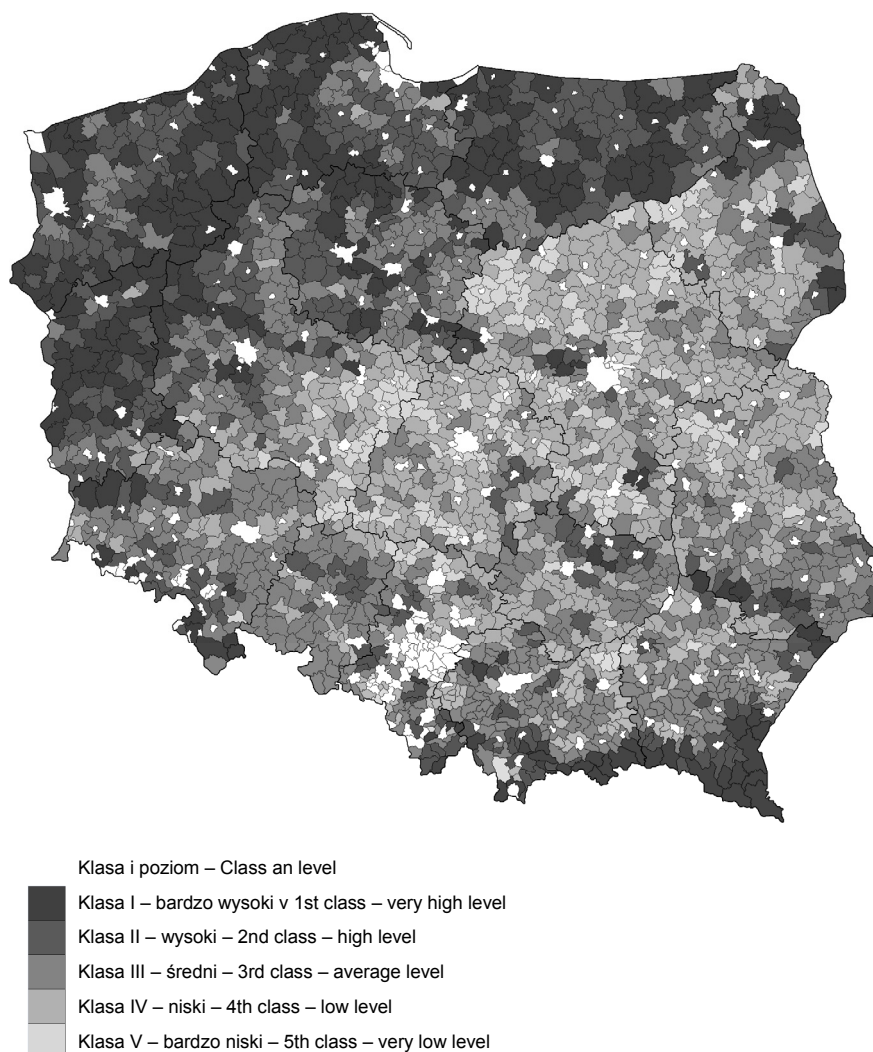 Klasa i poziom – Class an level
Klasa I – bardzo wysoki v 1st class – very high level
Klasa II – wysoki – 2nd class – high level
Klasa III – średni – 3rd class – average level
Klasa IV – niski – 4th class – low level
Klasa V – bardzo niski – 5th class – very low level